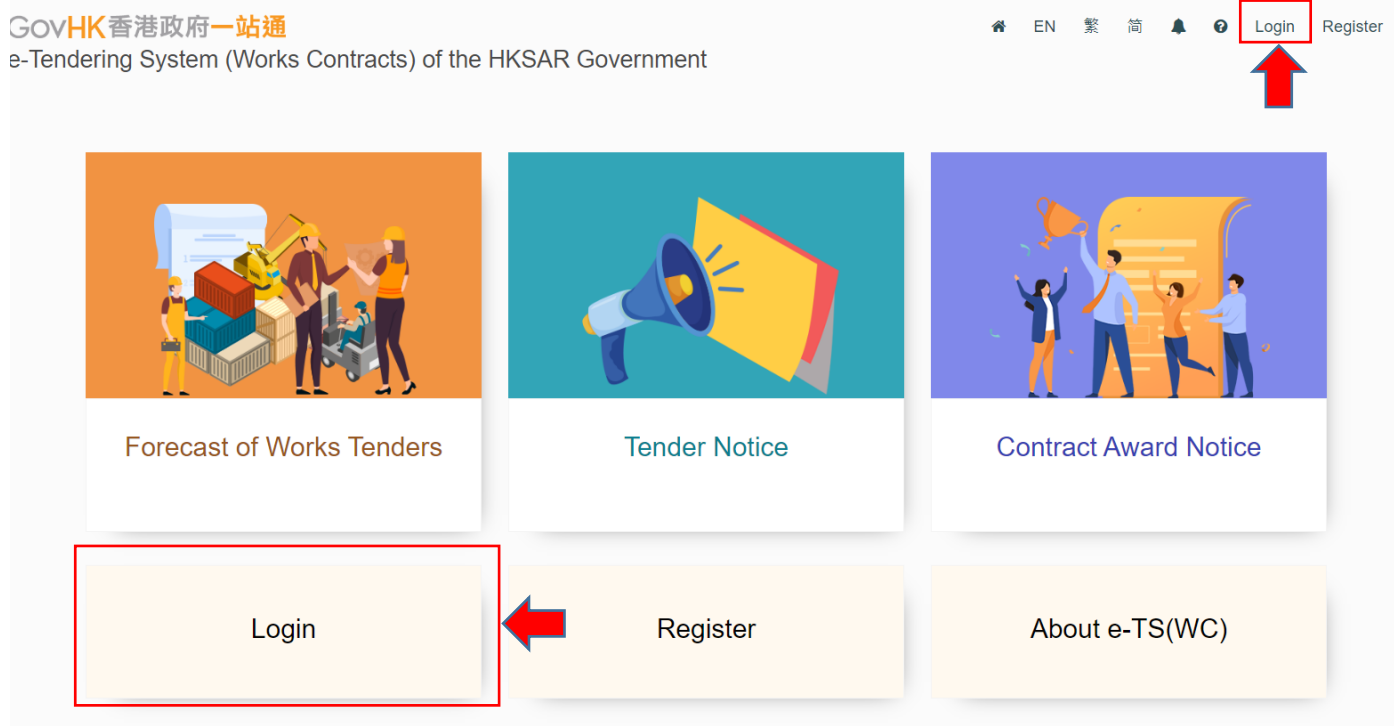 GovHK香港政府一站通
EN 繁 简 Login Register
e-Tendering System (Works Contracts) of the HKSAR Government
Forecast of Works Tenders
Tender Notice
Contract Award Notice
Login
Register
About e-TS(WC)